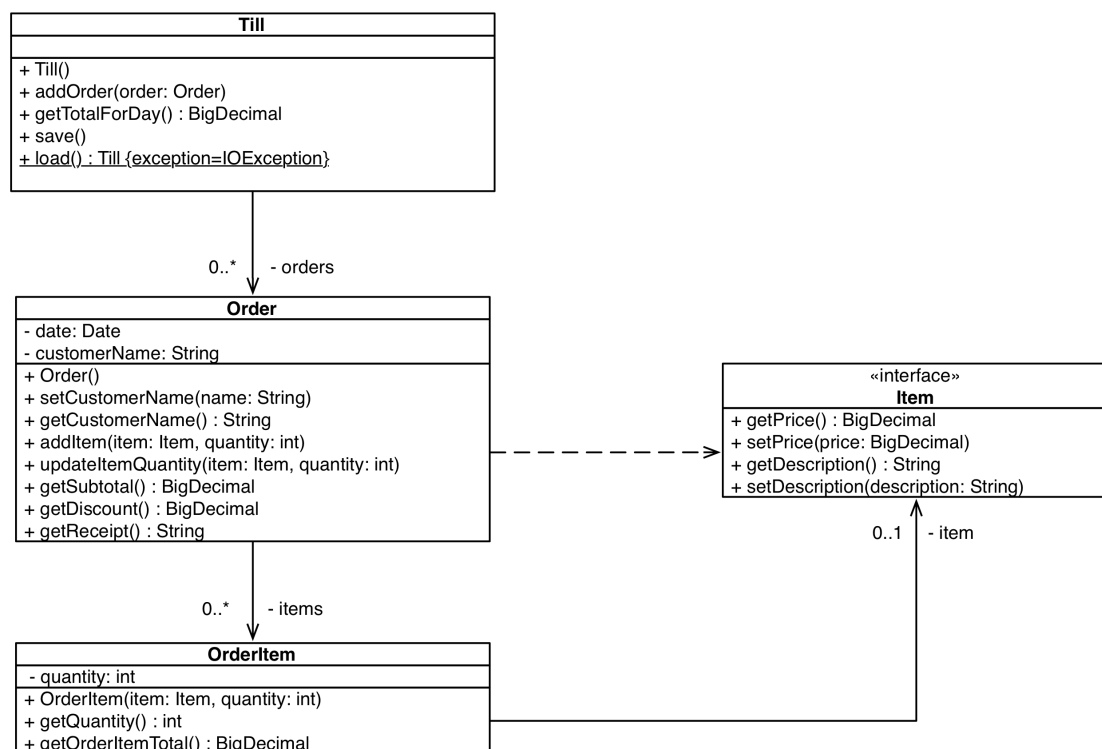 Till
+ Till()
+ addOrder(order: Order)
+ getTotalForDay() : BigDecimal
+ save()
+ load() : Till {exception=IOException}
0..*
- orders
Order
- date: Date
- customerName: String
+ Order()
+ setCustomerName(name: String)
+ getCustomerName() : String
+ addItem(item: Item, quantity: int)
+ updateItemQuantity(item: Item, quantity: int)
+ getSubtotal() : BigDecimal
+ getDiscount() : BigDecimal
+ getReceipt() : String
«interface»
Item
+ getPrice() : BigDecimal
+ setPrice(price: BigDecimal)
+ getDescription() : String
+ setDescription(description: String)
0..1
- item
0..*
- items
OrderItem
- quantity: int
+ OrderItem(item: Item, quantity: int)
+ getQuantity() : int
+ getOrderItemTotal() : BigDecimal